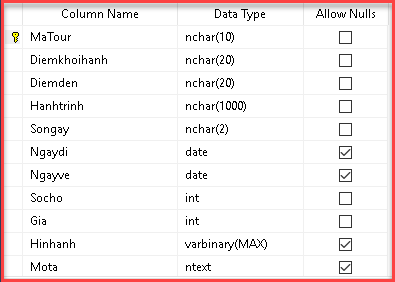 Column Name Data Type Allow Nulls
MaTour nchar(10)
Diemkhoihanh nchar(20)
Diemden nchar(20)
Hanhtrinh nchar(1000)
Songay nchar(2)
Ngaydi date
Ngayve date
Socho int
Gia int
Hinhanh varbinary(MAX)
Mota ntext